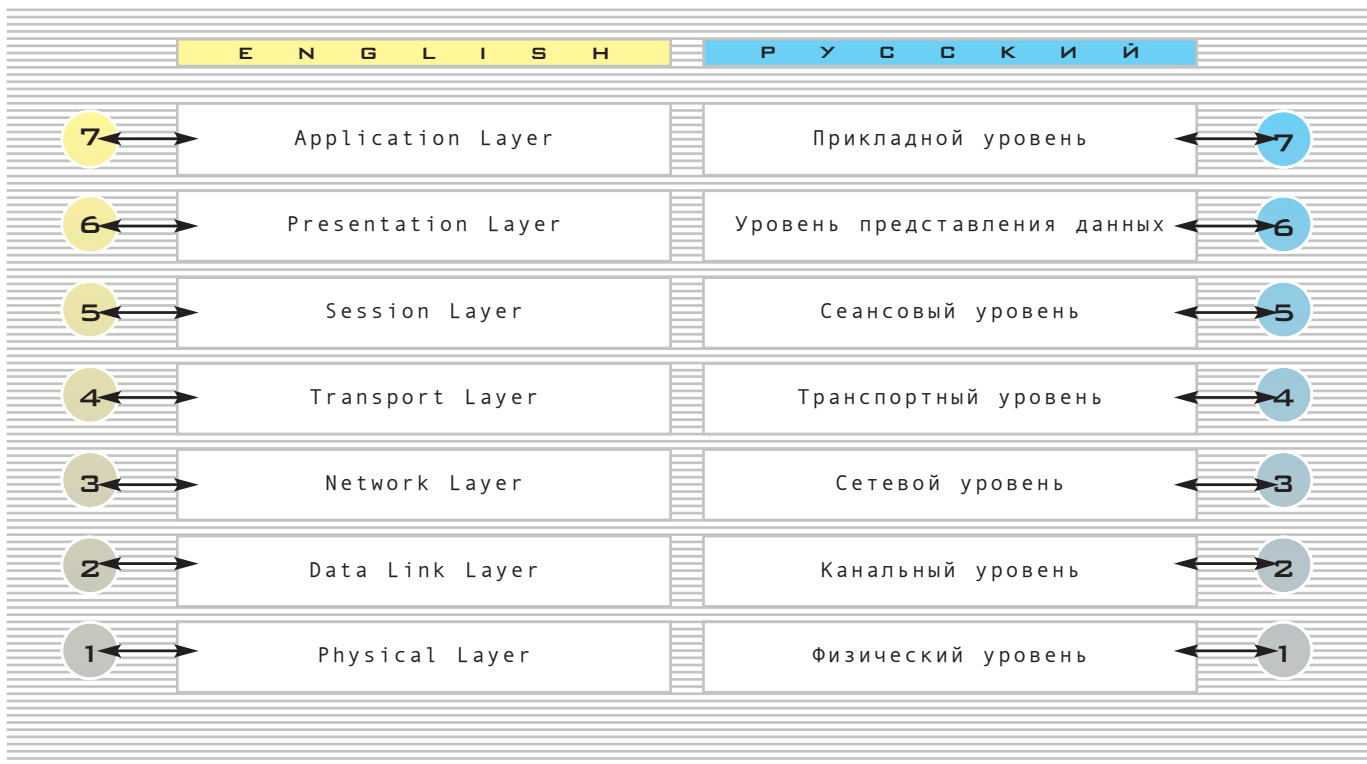 ENGLISH РУССКИЙ
7 Application Layer Прикладной уровень 7
6 Presentation Layer Уровень представления данных 6
5 Session Layer Сеансовый уровень 5
4 Transport Layer Транспортный уровень 4
3 Network Layer Сетевой уровень 3
2 Data Link Layer Канальный уровень 2
1 Physical Layer Физический уровень 1